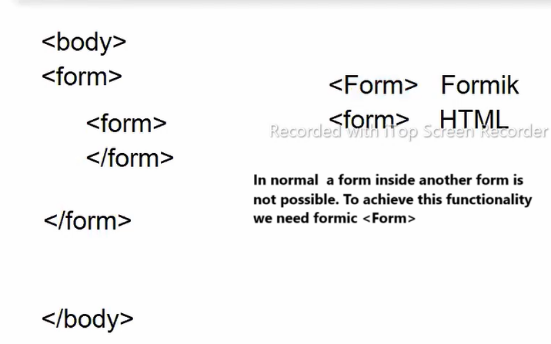 <body>
<form>
<form>
</form>
</form>
</body>
<Form> Formik
<form> HTML
Recorded with iTop Screen Recorder
In normal a form inside another form is
not possible. To achieve this functionality
we need formic <Form>